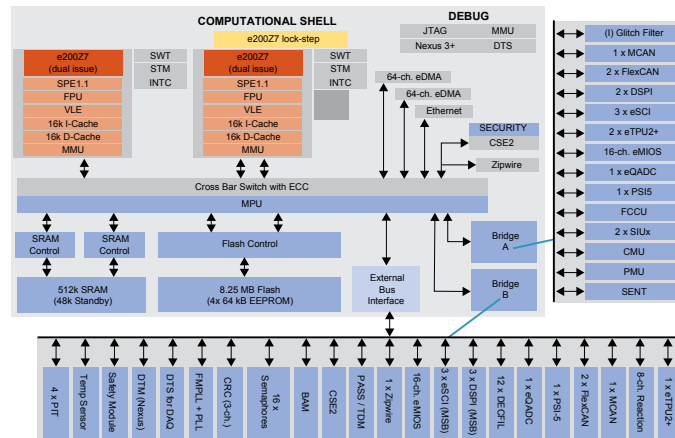 COMPUTATIONAL SHELL
DEBUG
e200Z7 lock-step
JTAG
MMU
Nexus 3+
DTS
e200Z7
(dual issue)
SPE1.1
FPU
VLE
16k I-Cache
16k D-Cache
MMU
SWT
STM
INTC
e200Z7
(dual issue)
SPE1.1
FPU
VLE
16k I-Cache
16k D-Cache
MMU
SWT
STM
INTC
64-ch. eDMA
64-ch. eDMA
Ethernet
SECURITY
CSE2
Zipwire
Cross Bar Switch with ECC
MPU
SRAM
Control
SRAM
Control
Flash Control
512k SRAM
(48k Standby)
8.25 MB Flash
(4x 64 kB EEPROM)
External
Bus
Interface
Bridge
A
Bridge
B
(I) Glitch Filter
1 x MCAN
2 x FlexCAN
2 x DSPI
3 x eSCI
2 x eTPU2+
16-ch. eMIOS
1 x eQADC
1 x PSI5
FCCU
2 x SIUx
CMU
PMU
SENT
4 x PIT
Temp Sensor
Safety Module
DTM (Nexus)
DTS for DAQ
FMPLL + PLL
CRC (3-ch.)
16 x
Semaphores
BAM
CSE2
PASS / TDM
1 x Zipwire
16-ch. eMIOS
3 x eSCI (MSB)
3 x DSPI (MSB)
12 x DECFIL
1 x eQADC
1 x PSI-5
2 x FlexCAN
1 x MCAN
8-ch. Reaction
1 x eTPU2+